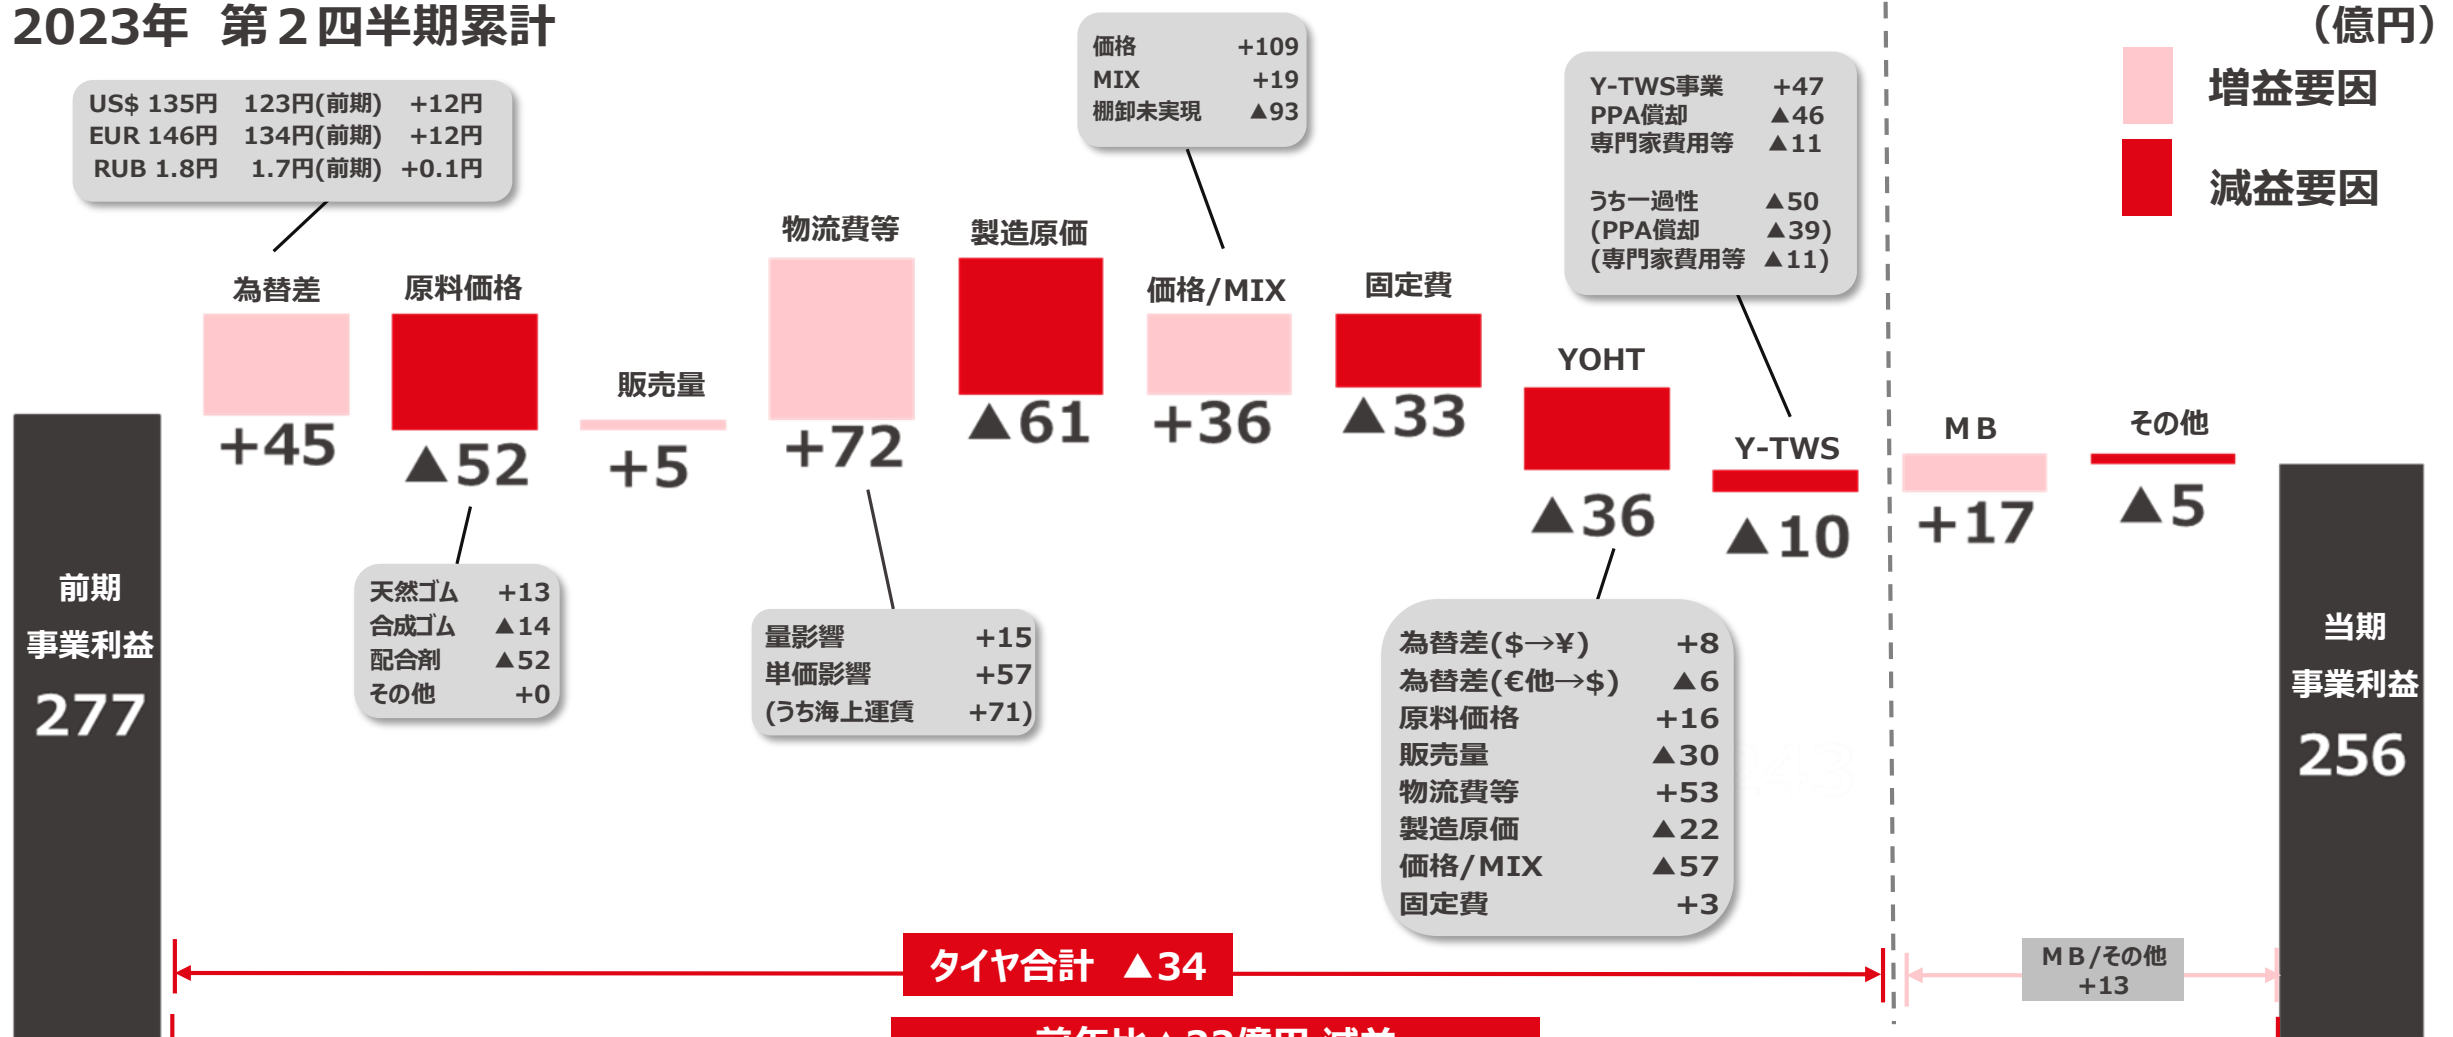 2023年 第２四半期累計
（億円）
増益要因
減益要因
US$ 135円 123円(前期) +12円
EUR 146円 134円(前期) +12円
RUB 1.8円 1.7円(前期) +0.1円
価格 +109
MIX +19
棚卸未実現 ▲93
Y-TWS事業 +47
PPA償却 ▲46
専門家費用等 ▲11
うち一過性 ▲50
(PPA償却 ▲39)
(専門家費用等 ▲11)
前期
事業利益
277
為替差
+45
原料価格
▲52
販売量
+5
物流費等
+72
製造原価
▲61
価格/MIX
+36
固定費
▲33
YOHT
▲36
Y-TWS
▲10
ＭＢ
+17
その他
▲5
当期
事業利益
256
天然ゴム +13
合成ゴム ▲14
配合剤 ▲52
その他 +0
量影響 +15
単価影響 +57
(うち海上運賃 +71)
為替差($→¥) +8
為替差(€他→$) ▲6
原料価格 +16
販売量 ▲30
物流費等 +53
製造原価 ▲22
価格/MIX ▲57
固定費 +3
タイヤ合計 ▲34
ＭＢ/その他
+13